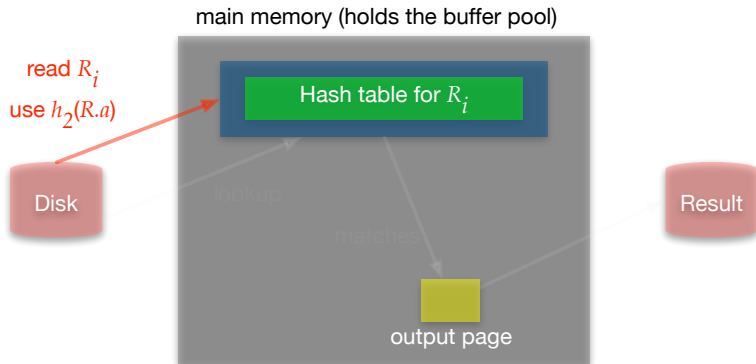 main memory (holds the buffer pool)
read Ri
use h2(R.a)
Hash table for Ri
Disk
lookup
Result
matches
output page